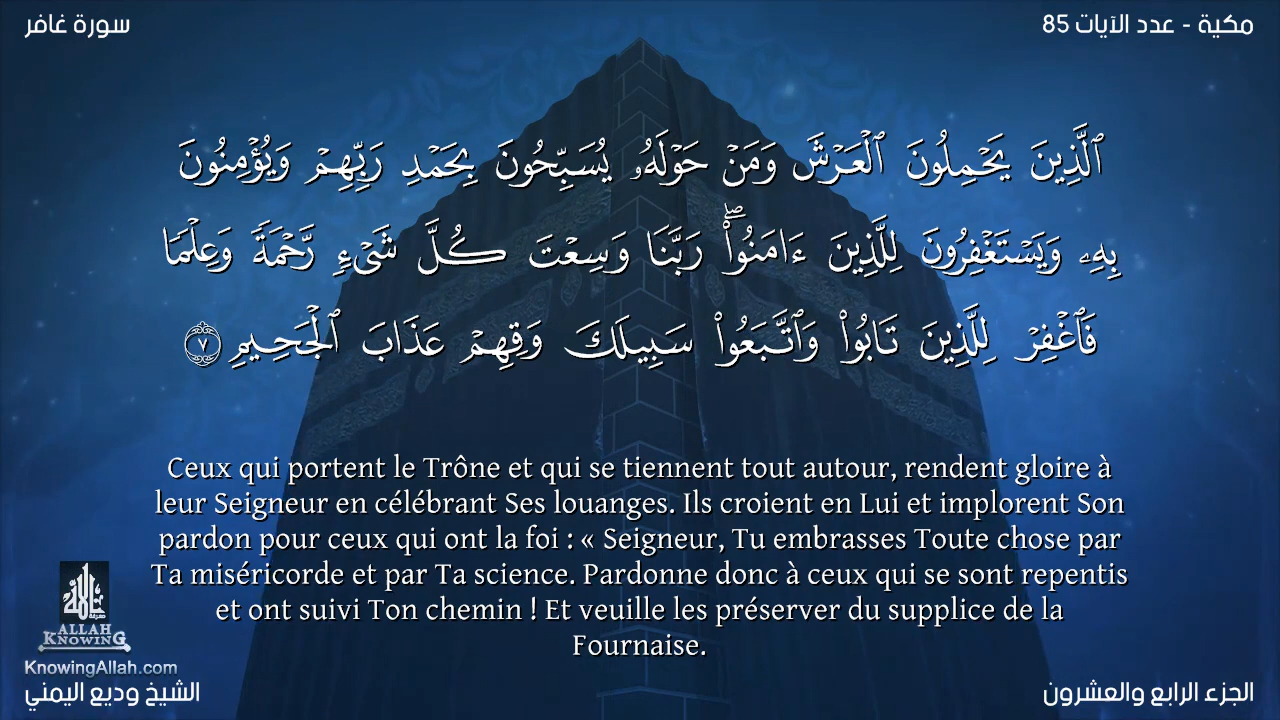 سورة غافر
مكية - عدد الآيات 85
ٱلَّذِينَ يَحْمِلُونَ ٱلْعَرْشَ وَمَنْ حَوْلَهُۥ يُسَبِّحُونَ بِحَمْدِ رَبِّهِمْ وَيُؤْمِنُونَ
بِهِۦ وَيَسْتَغْفِرُونَ لِلَّذِينَ ءَامَنُوا۟ۖ رَبَّنَا وَسِعْتَ كُلَّ شَىْءٍ رَّحْمَةً وَعِلْمًا
فَٱغْفِرْ لِلَّذِينَ تَابُوا۟ وَٱتَّبَعُوا۟ سَبِيلَكَ وَقِهِمْ عَذَابَ ٱلْجَحِيمِ ٧
Ceux qui portent le Trône et qui se tiennent tout autour, rendent gloire à
leur Seigneur en célébrant Ses louanges. Ils croient en Lui et implorent Son
pardon pour ceux qui ont la foi : « Seigneur, Tu embrasses Toute chose par
Ta miséricorde et par Ta science. Pardonne donc à ceux qui se sont repentis
et ont suivi Ton chemin ! Et veuille les préserver du supplice de la
Fournaise.
ALLAH
KNOWING
KnowingAllah.com
الشيخ وديع اليمني
الجزء الرابع والعشرون